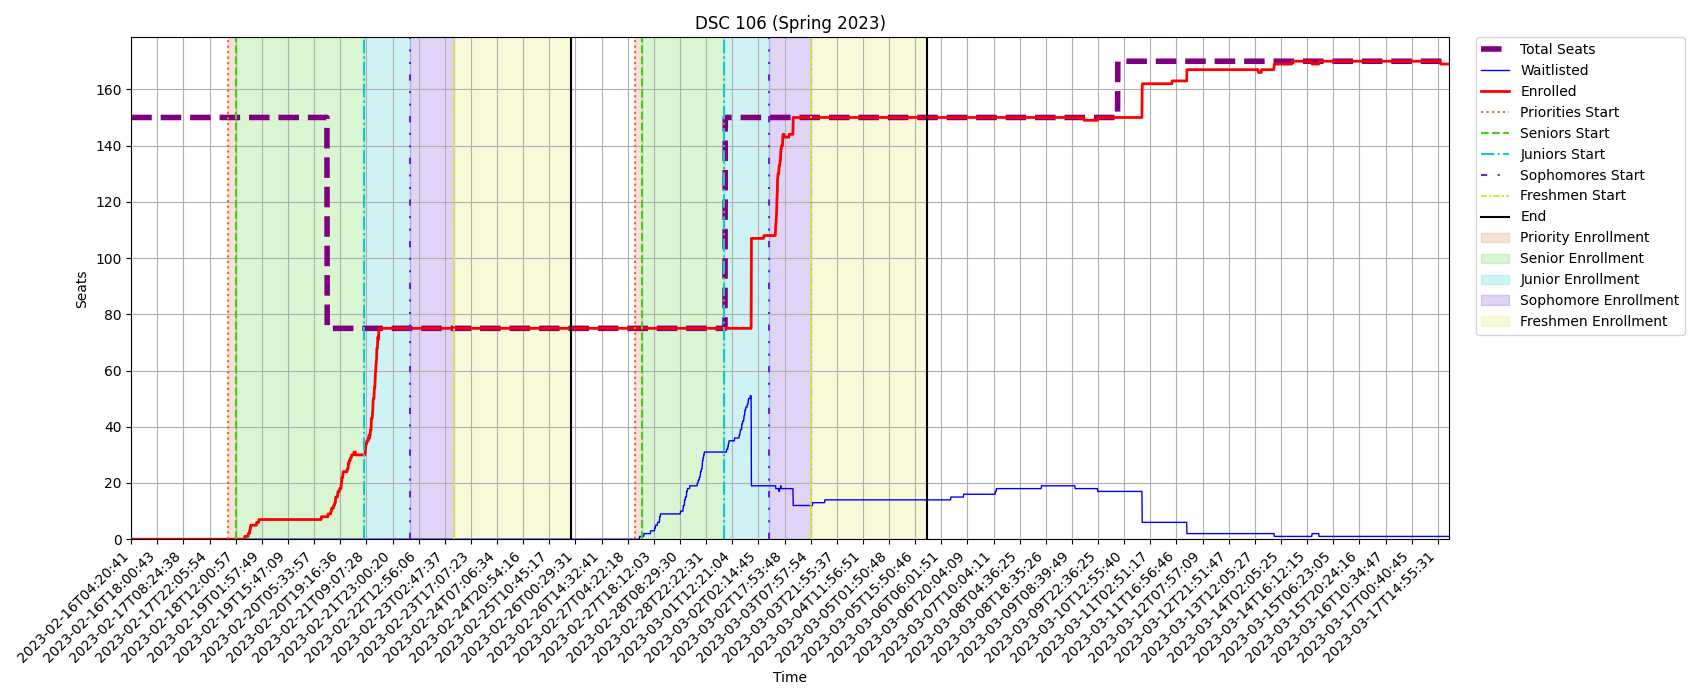 DSC 106 (Spring 2023)
Seats
160
140
120
100
80
60
40
20
0
2023-02-16T04:20:41
2023-02-16T18:00:43
2023-02-17T08:24:38
2023-02-17T22:05:54
2023-02-18T12:00:57
2023-02-19T01:57:49
2023-02-19T15:47:09
2023-02-20T05:33:57
2023-02-20T19:16:36
2023-02-21T09:07:28
2023-02-21T23:00:20
2023-02-22T12:56:06
2023-02-23T02:47:37
2023-02-23T17:07:23
2023-02-24T07:06:34
2023-02-24T20:54:16
2023-02-25T10:45:17
2023-02-26T00:29:31
2023-02-26T14:32:41
2023-02-27T04:22:18
2023-02-27T18:12:03
2023-02-28T08:29:30
2023-02-28T22:22:31
2023-03-01T12:21:04
2023-03-02T02:14:45
2023-03-02T17:53:48
2023-03-03T07:57:54
2023-03-03T21:55:37
2023-03-04T11:56:51
2023-03-05T01:50:48
2023-03-05T15:50:46
2023-03-06T06:01:51
2023-03-06T20:04:09
2023-03-07T10:04:11
2023-03-08T04:36:25
2023-03-08T18:35:26
2023-03-09T08:39:49
2023-03-09T22:36:25
2023-03-10T12:55:40
2023-03-11T02:51:17
2023-03-11T16:56:46
2023-03-12T07:57:09
2023-03-12T21:51:47
2023-03-13T12:05:27
2023-03-14T02:05:25
2023-03-14T16:12:15
2023-03-15T06:23:05
2023-03-15T20:24:16
2023-03-16T10:34:47
2023-03-17T00:40:45
2023-03-17T14:55:31
Time
Total Seats
Waitlisted
Enrolled
Priorities Start
Seniors Start
Juniors Start
Sophomores Start
Freshmen Start
End
Priority Enrollment
Senior Enrollment
Junior Enrollment
Sophomore Enrollment
Freshmen Enrollment